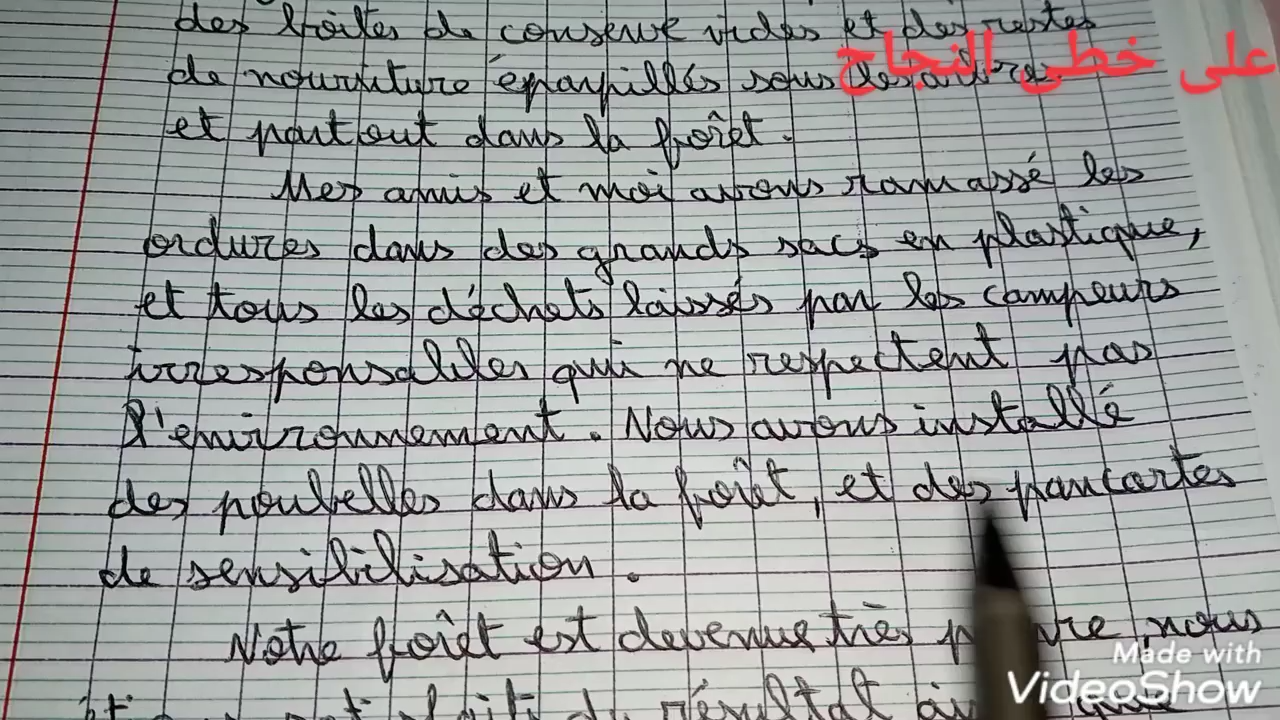 des boîtes de conserve vides et des restes
على خطى النجاح
de nourriture éparpillés sous les arbres
et partout dans la forêt.
Mes amis et moi avons ramassé les
ordures dans des grands sacs en plastique,
et tous les déchets laissés par les campeurs
irresponsables qui ne respectent pas
l'environnement. Nous avons installé
des poubelles dans la forêt, et des pancartes
de sensibilisation.
Notre forêt est devenue très nous
résultat
Made with
VideoShow